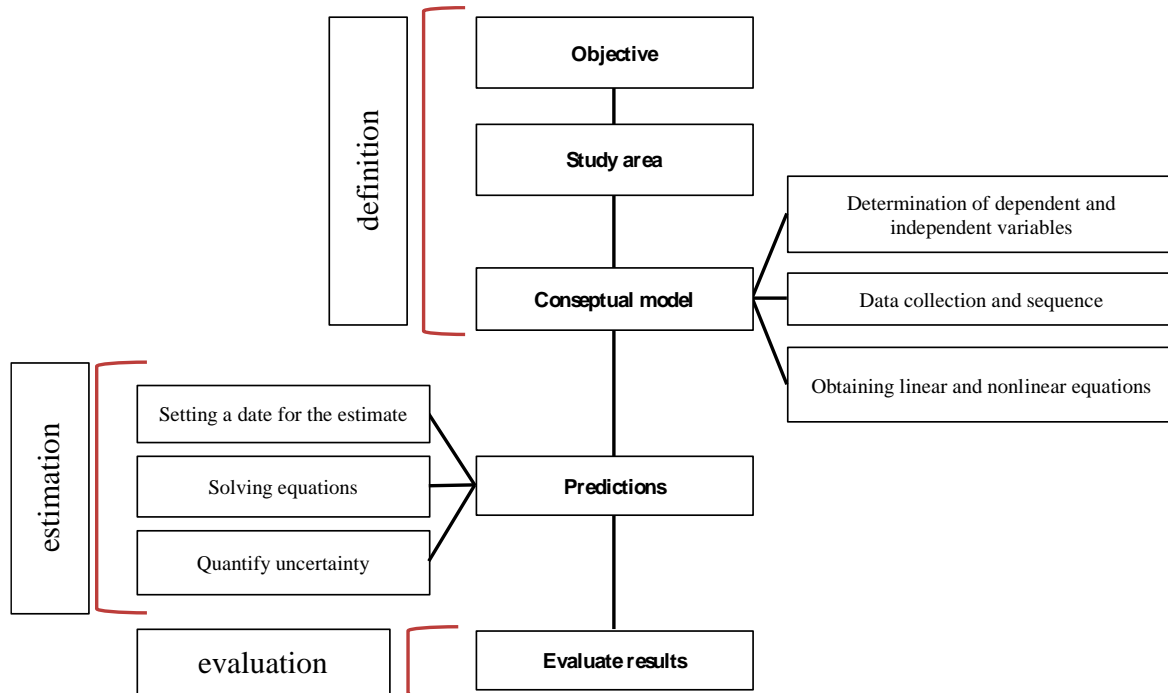 definition
Objective
Study area
Conseptual model
Determination of dependent and
independent variables
Data collection and sequence
Obtaining linear and nonlinear equations
estimation
Setting a date for the estimate
Solving equations
Quantify uncertainty
Predictions
evaluation
Evaluate results